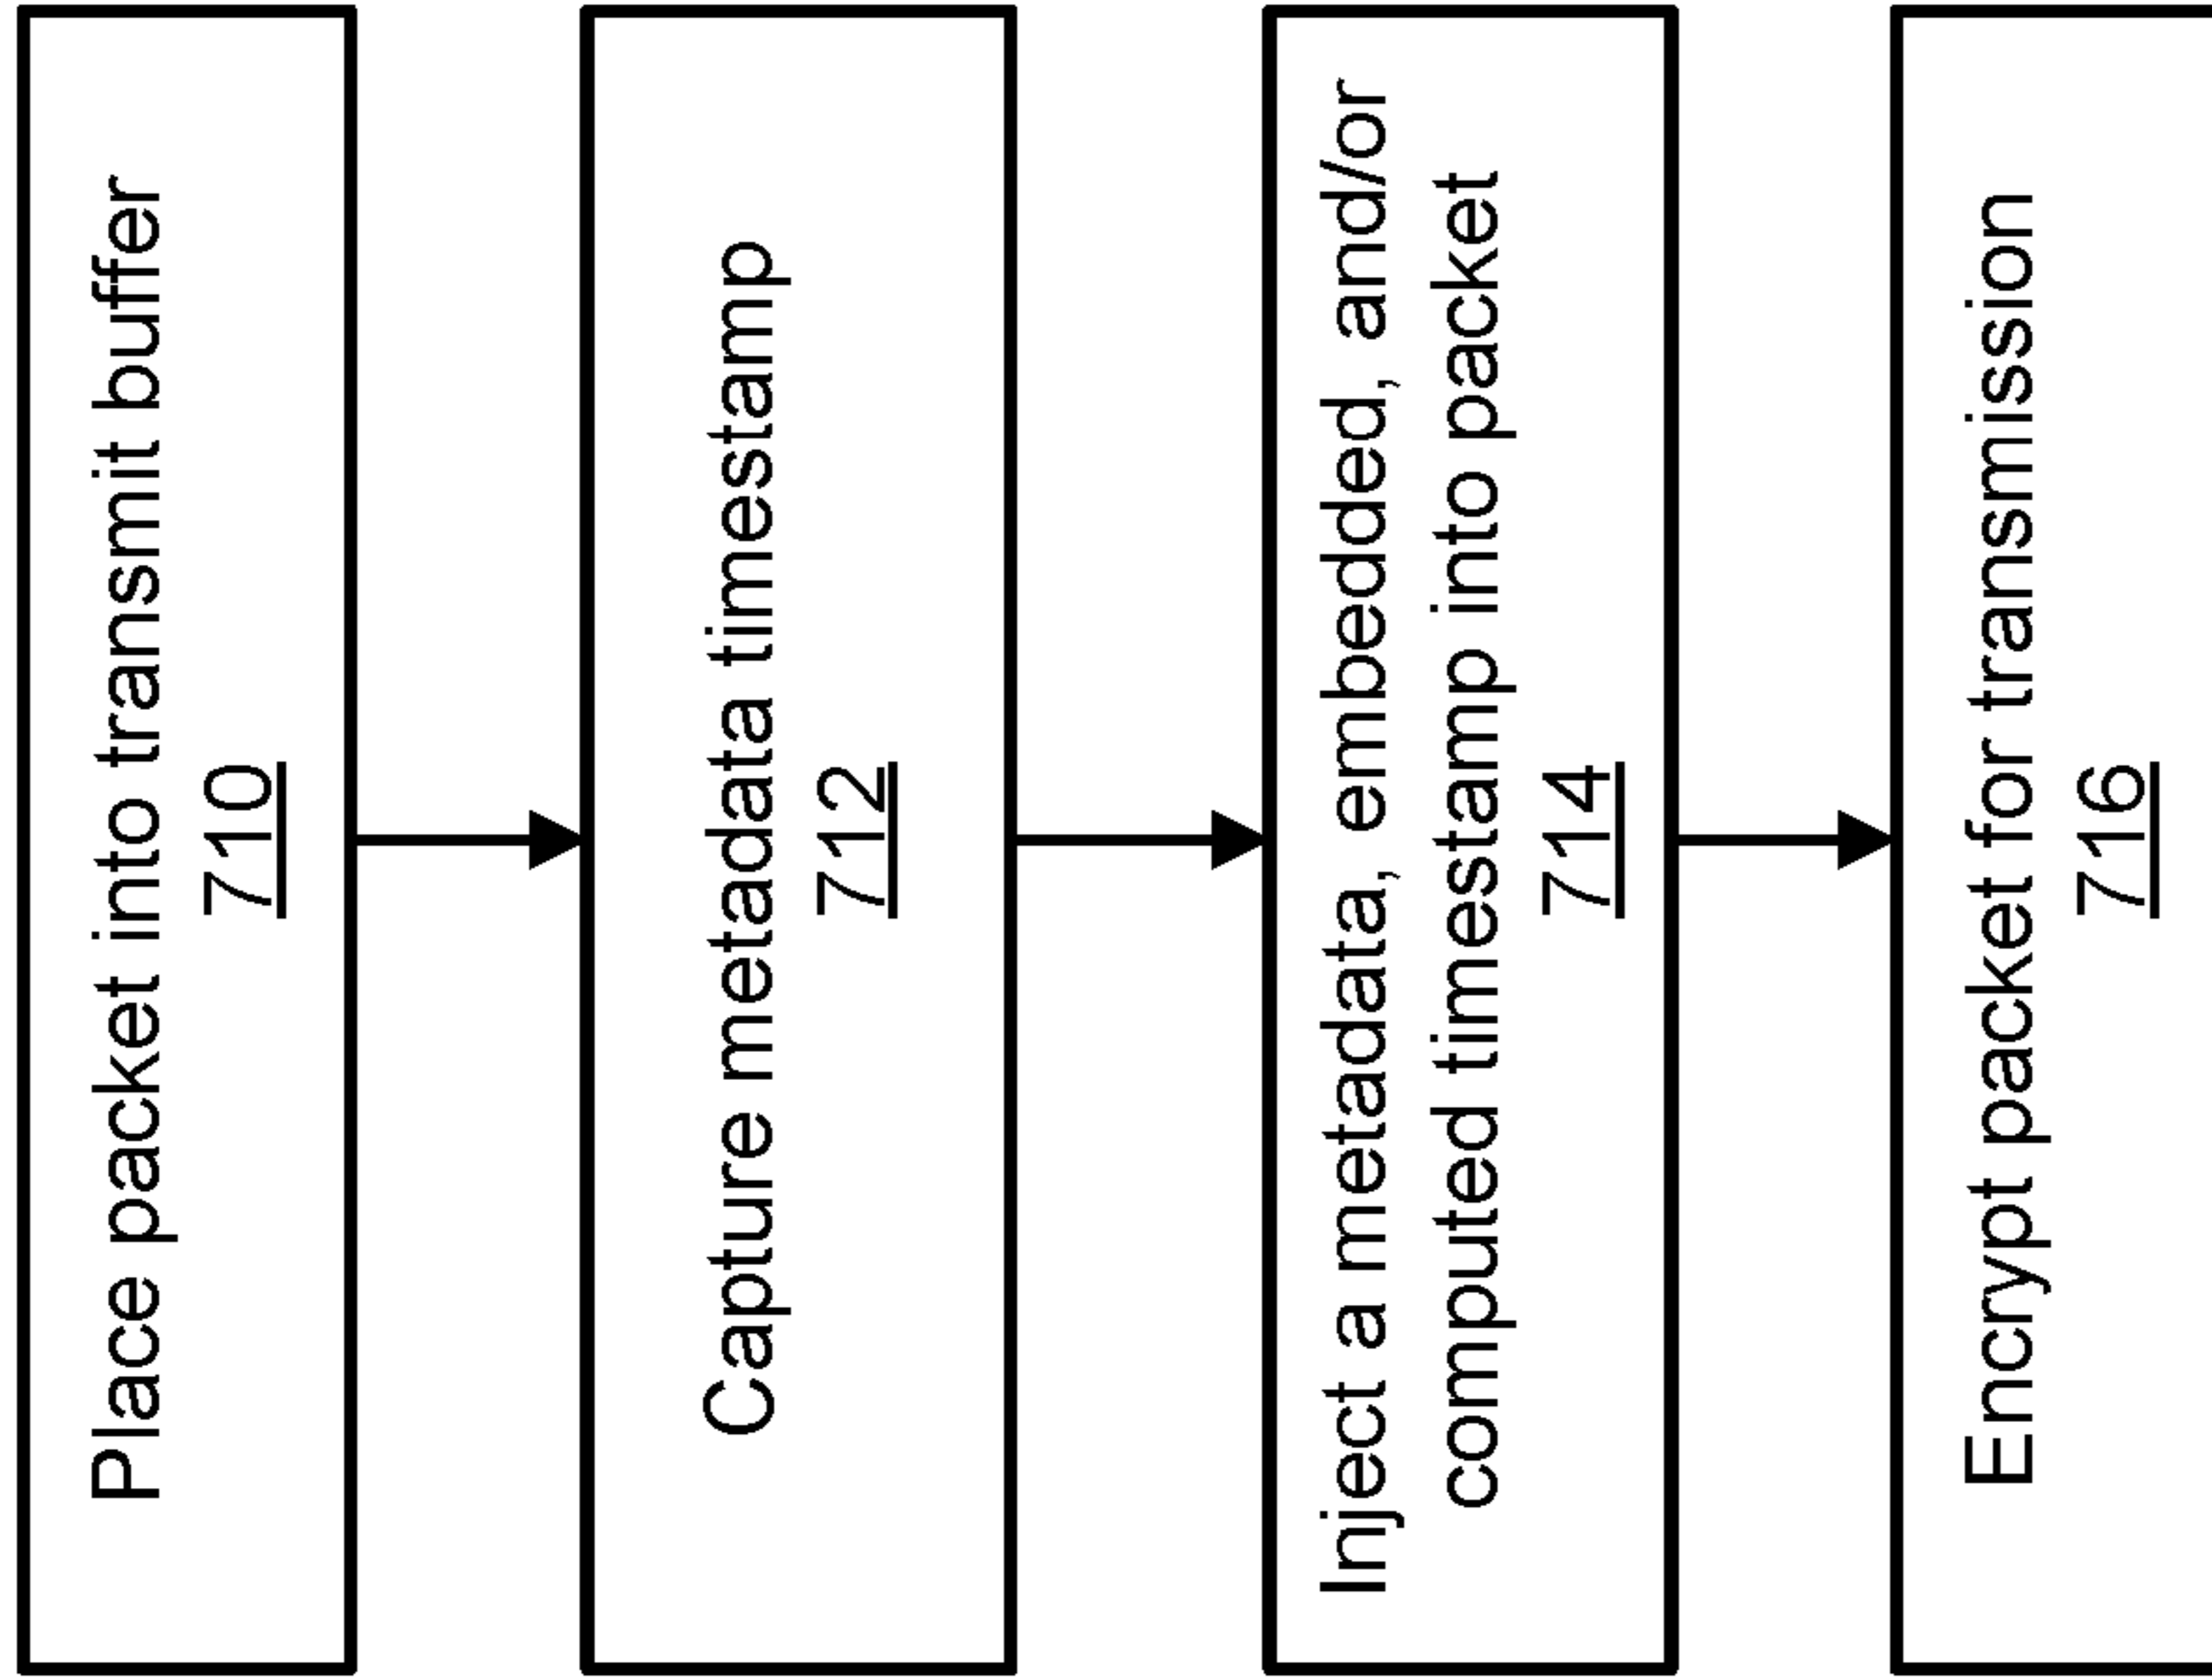 Place packet into transmit buffer
710
Capture metadata timestamp
712
Inject a metadata, embedded, and/or
computed timestamp into packet
714
Encrypt packet for transmission
716